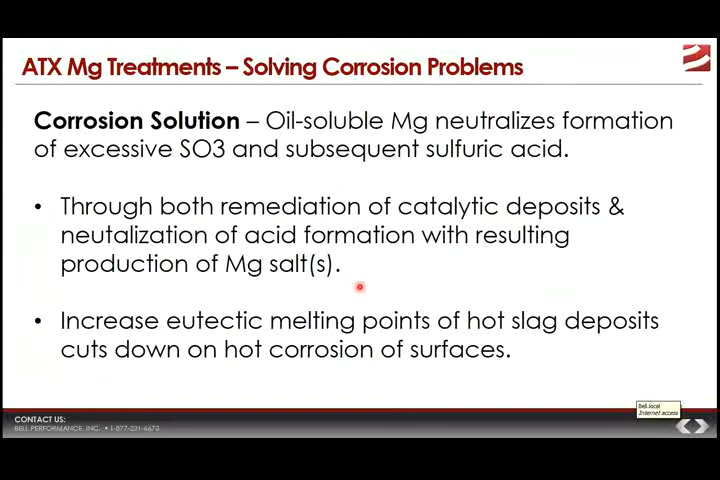 ATX Mg Treatments – Solving Corrosion Problems
Corrosion Solution – Oil-soluble Mg neutralizes formation
of excessive SO3 and subsequent sulfuric acid.
• Through both remediation of catalytic deposits &
neutalization of acid formation with resulting
production of Mg salt(s).
• Increase eutectic melting points of hot slag deposits
cuts down on hot corrosion of surfaces.
Bell.local
Internet access
CONTACT US:
BELL PERFORMANCE, INC. • 1-877-231-6673